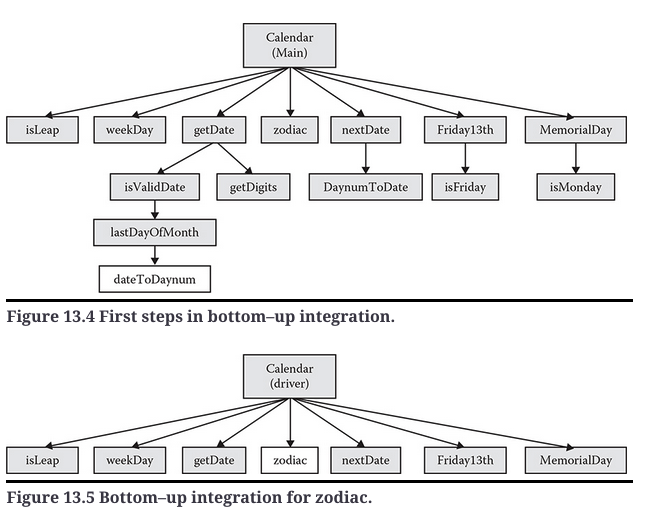 Calendar
(Main)
isLeap weekDay getDate zodiac nextDate Friday13th MemorialDay
isValidDate getDigits DaynumToDate isFriday isMonday
lastDayOfMonth
dateToDaynum
Figure 13.4 First steps in bottom–up integration.
Calendar
(driver)
isLeap weekDay getDate zodiac nextDate Friday13th MemorialDay
Figure 13.5 Bottom–up integration for zodiac.